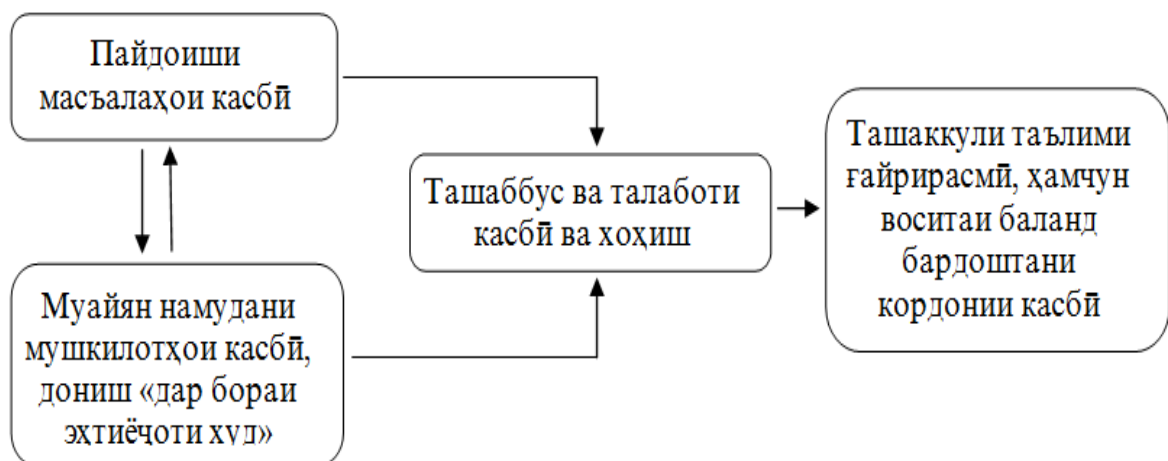 Пайдоиши
масъалаҳои касбӣ
Муайян намудани
мушкилотҳои касбӣ,
дониш «дар бораи
эҳтиёҷоти худ»
Ташаббус ва талаботи
касбӣ ва хоҳиш
Ташаккули таълими
ғайрирасмӣ, ҳамчун
воситаи баланд
бардоштани
кордонии касбӣ